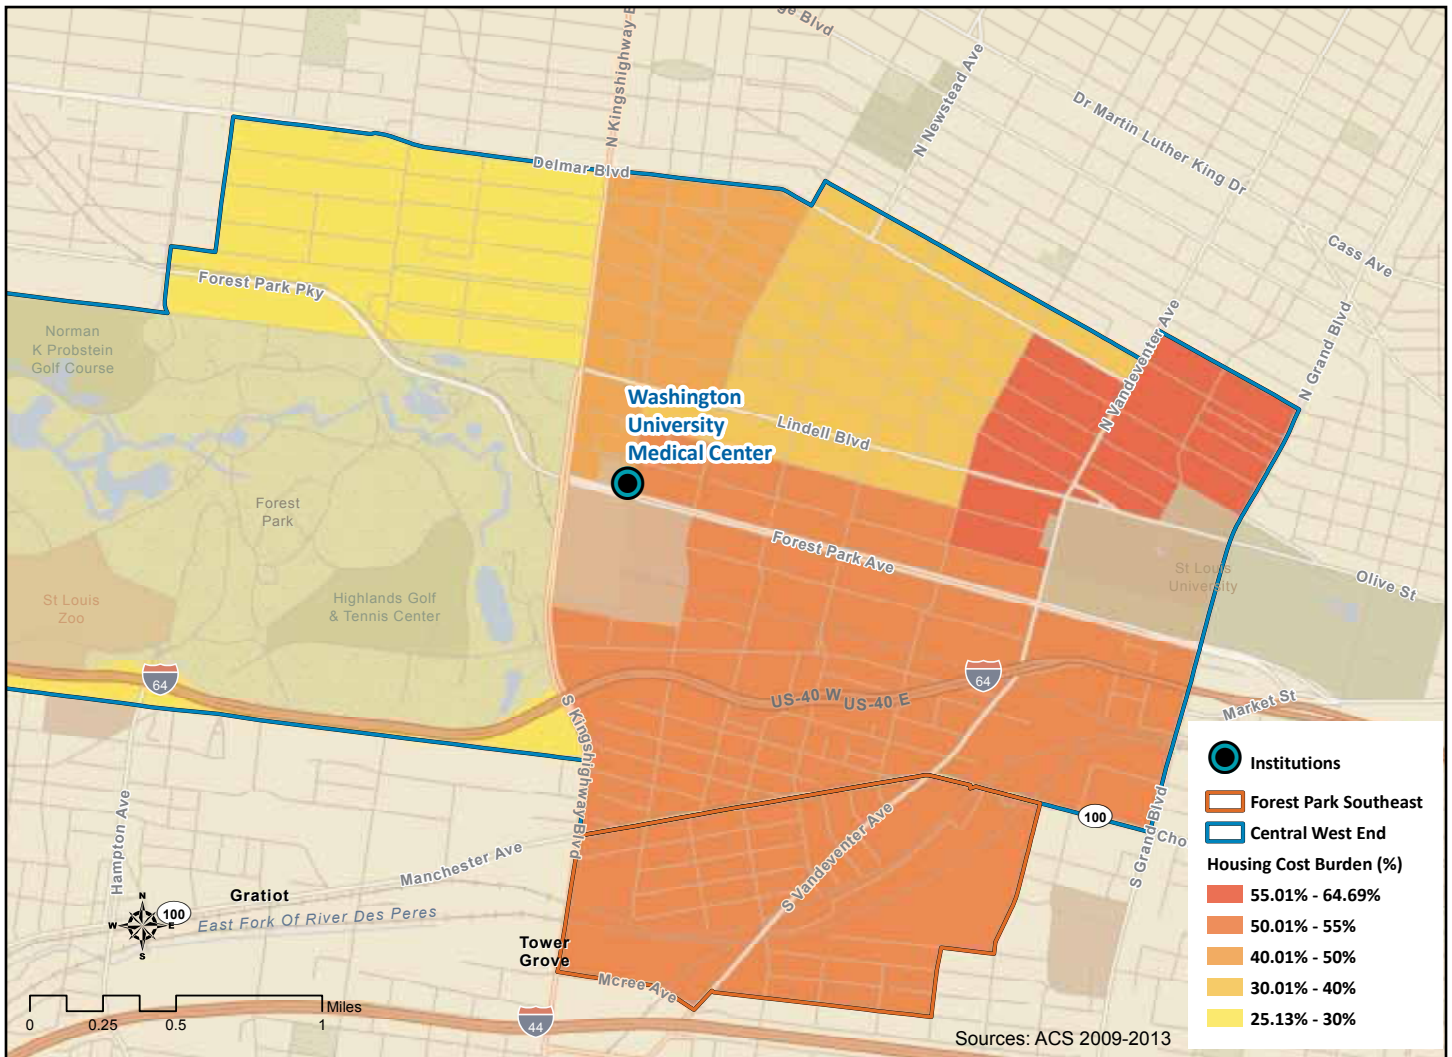 ge Blvd
N Kingshighway B
N Newstead Ave
Dr Martin Luther King Dr
Delmar Blvd
Cass Ave
Forest Park Pky
N Vandeventer Ave
N Grand Blvd
Norman
K Probstein
Golf Course
Washington
University
Medical Center
Lindell Blvd
Forest
Park
Forest Park Ave
St Louis
University
Olive St
St Louis
Zoo
Highlands Golf
& Tennis Center
64
64
US-40 W
US-40 E
Market St
S Kingshighway Blvd
Hampton Ave
Manchester Ave
S Vandeventer Ave
100
Cho
S Grand Blvd
Gratiot
N
W
E
S
100
East Fork Of River Des Peres
Tower
Grove
Mcree Ave
Miles
0
0.25
0.5
1
44
Sources: ACS 2009-2013
Institutions
Forest Park Southeast
Central West End
Housing Cost Burden (%)
55.01% - 64.69%
50.01% - 55%
40.01% - 50%
30.01% - 40%
25.13% - 30%